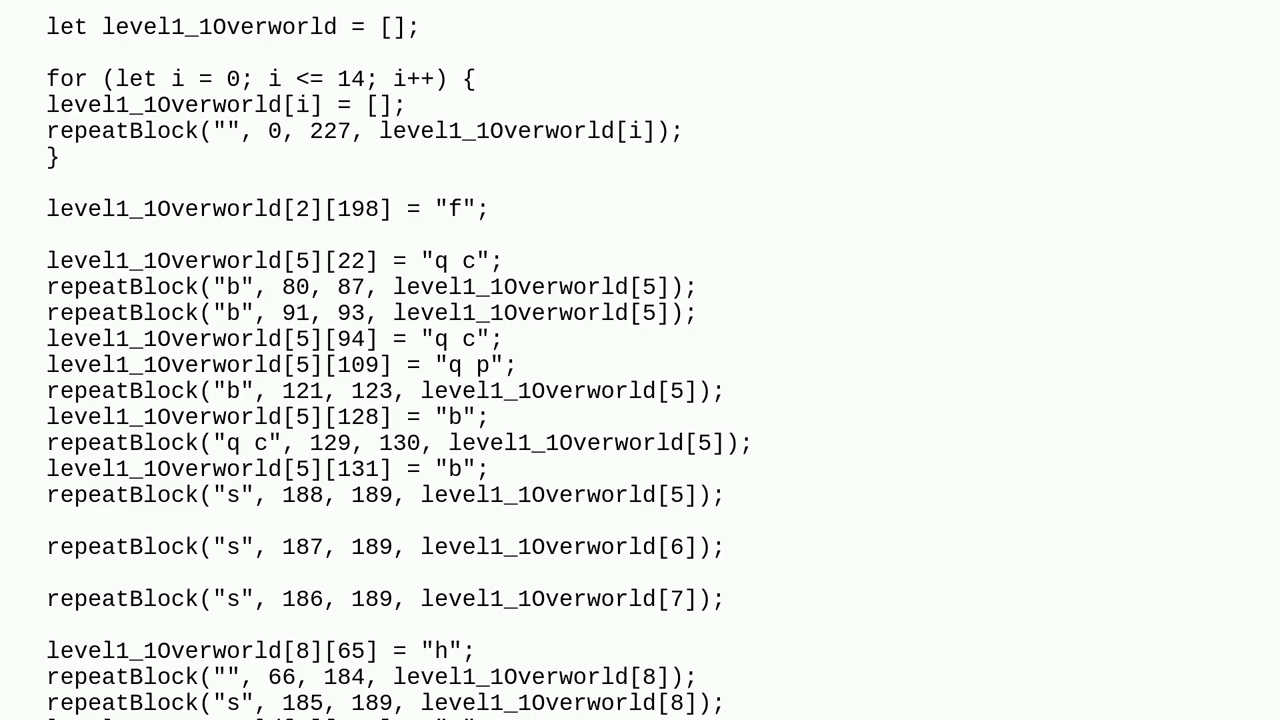 let level1_1Overworld = [];
for (let i = 0; i <= 14; i++) {
level1_1Overworld[i] = [];
repeatBlock("", 0, 227, level1_1Overworld[i]);
}
level1_1Overworld[2][198] = "f";
level1_1Overworld[5][22] = "q c";
repeatBlock("b", 80, 87, level1_1Overworld[5]);
repeatBlock("b", 91, 93, level1_1Overworld[5]);
level1_1Overworld[5][94] = "q c";
level1_1Overworld[5][109] = "q p";
repeatBlock("b", 121, 123, level1_1Overworld[5]);
level1_1Overworld[5][128] = "b";
repeatBlock("q c", 129, 130, level1_1Overworld[5]);
level1_1Overworld[5][131] = "b";
repeatBlock("s", 188, 189, level1_1Overworld[5]);
repeatBlock("s", 187, 189, level1_1Overworld[6]);
repeatBlock("s", 186, 189, level1_1Overworld[7]);
level1_1Overworld[8][65] = "h";
repeatBlock("", 66, 184, level1_1Overworld[8]);
repeatBlock("s", 185, 189, level1_1Overworld[8]);